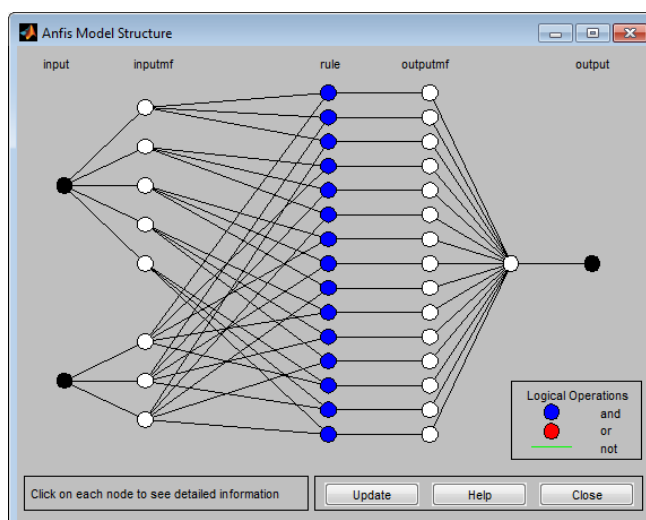 Anfis Model Structure
input inputmf rule outputmf output
Logical Operations
and
or
not
Click on each node to see detailed information
Update Help Close